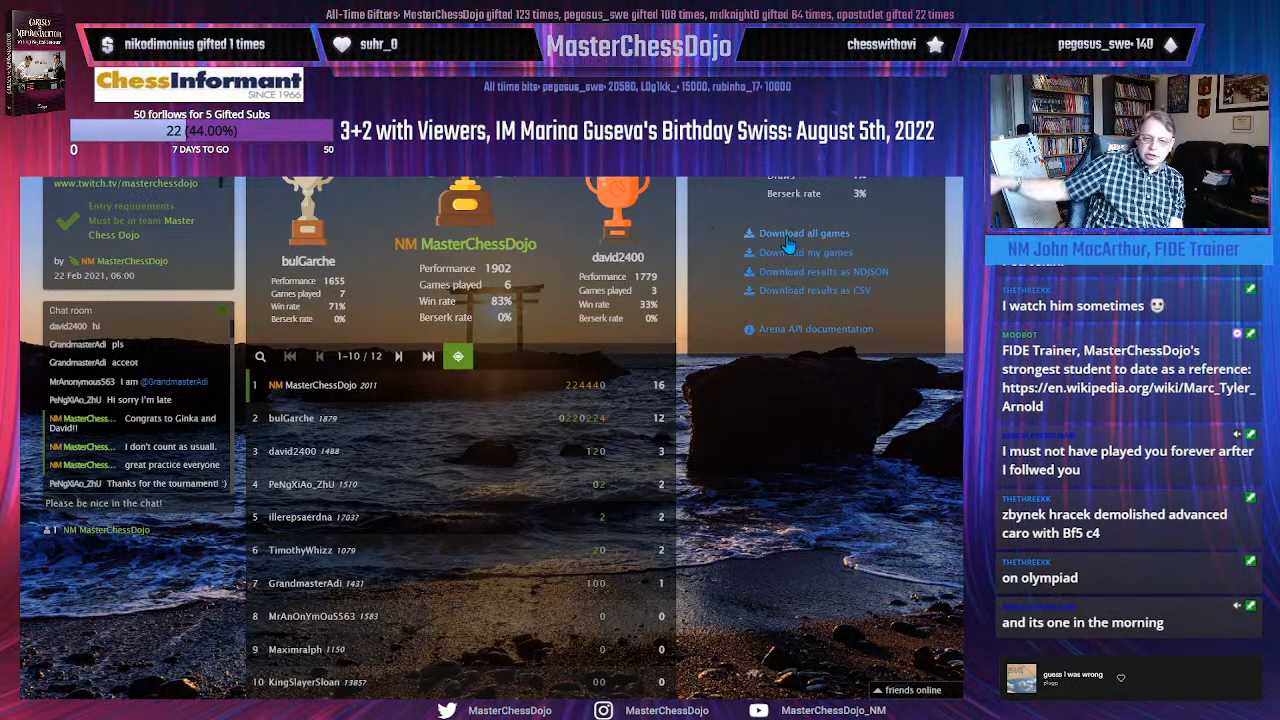 All-Time Gifters• MasterChessDojo gifted 123 times, pegasus_swe gifted 108 times, mdknight0 gifted 64 times, apostatlet gifted 22 times
nikodimonius gifted 1 times
suhr_0
MasterChessDojo
chesswithovi
pegasus_swe• 140
ChessInformant
SINCE 1966
All tiime bits• pegasus_swe• 20580, L0g1kk_• 15000, rubinho_17• 10000
50 forllows for 5 Gifted Subs
22 (44.00%)
0
7 DAYS TO GO
50
3+2 with Viewers, IM Marina Guseva's Birthday Swiss: August 5th, 2022
www.twitch.tv/masterchessdojo
Entry requirements
Must be in team Master
Chess Dojo
by NM MasterChessDojo
22 Feb 2021, 06:00
Chat room
david2400 hi
GrandmasterAdi pls
GrandmasterAdi acceot
MrAnonymous563 I am @GrandmasterAdi
PeNgXiAo_ZhU Hi sorry I'm late
NM MasterChess... Congrats to Ginka and
David!!
NM MasterChess... I don't count as usuall.
NM MasterChess... great practice everyone
PeNgXiAo_ZhU Thanks for the tournament! :)
Please be nice in the chat!
1 NM MasterChessDojo
bulGarche
Performance 1655
Games played 7
Win rate 71%
Berserk rate 0%
NM MasterChessDojo
Performance 1902
Games played 6
Win rate 83%
Berserk rate 0%
david2400
Performance 1779
Games played 3
Win rate 33%
Berserk rate 0%
1-10 / 12
1 NM MasterChessDojo 2011 224440 16
2 bulGarche 1879 0220224 12
3 david2400 1488 120 3
4 PeNgXiAo_ZhU 1510 02 2
5 illerepsaerdna 1703? 2 2
6 TimothyWhizz 1079 20 2
7 GrandmasterAdi 1431 100 1
8 MrAnOnYmOuS563 1583 0 0
9 Maximralph 1150 0 0
10 KingSlayerSloan 1385? 00 0
Berserk rate 3%
Download all games
Download my games
Download results as NDJSON
Download results as CSV
Arena API documentation
friends online
NM John MacArthur, FIDE Trainer
THETHREEXK
I watch him sometimes
MOOBOT
FIDE Trainer, MasterChessDojo's
strongest student to date as a reference:
https://en.wikipedia.org/wiki/Marc_Tyler_
Arnold
I must not have played you forever arfter
I follwed you
THETHREEXK
zbynek hracek demolished advanced
caro with Bf5 c4
THETHREEXK
on olympiad
and its one in the morning
guess I was wrong
plugp
MasterChessDojo
MasterChessDojo
MasterChessDojo_NM